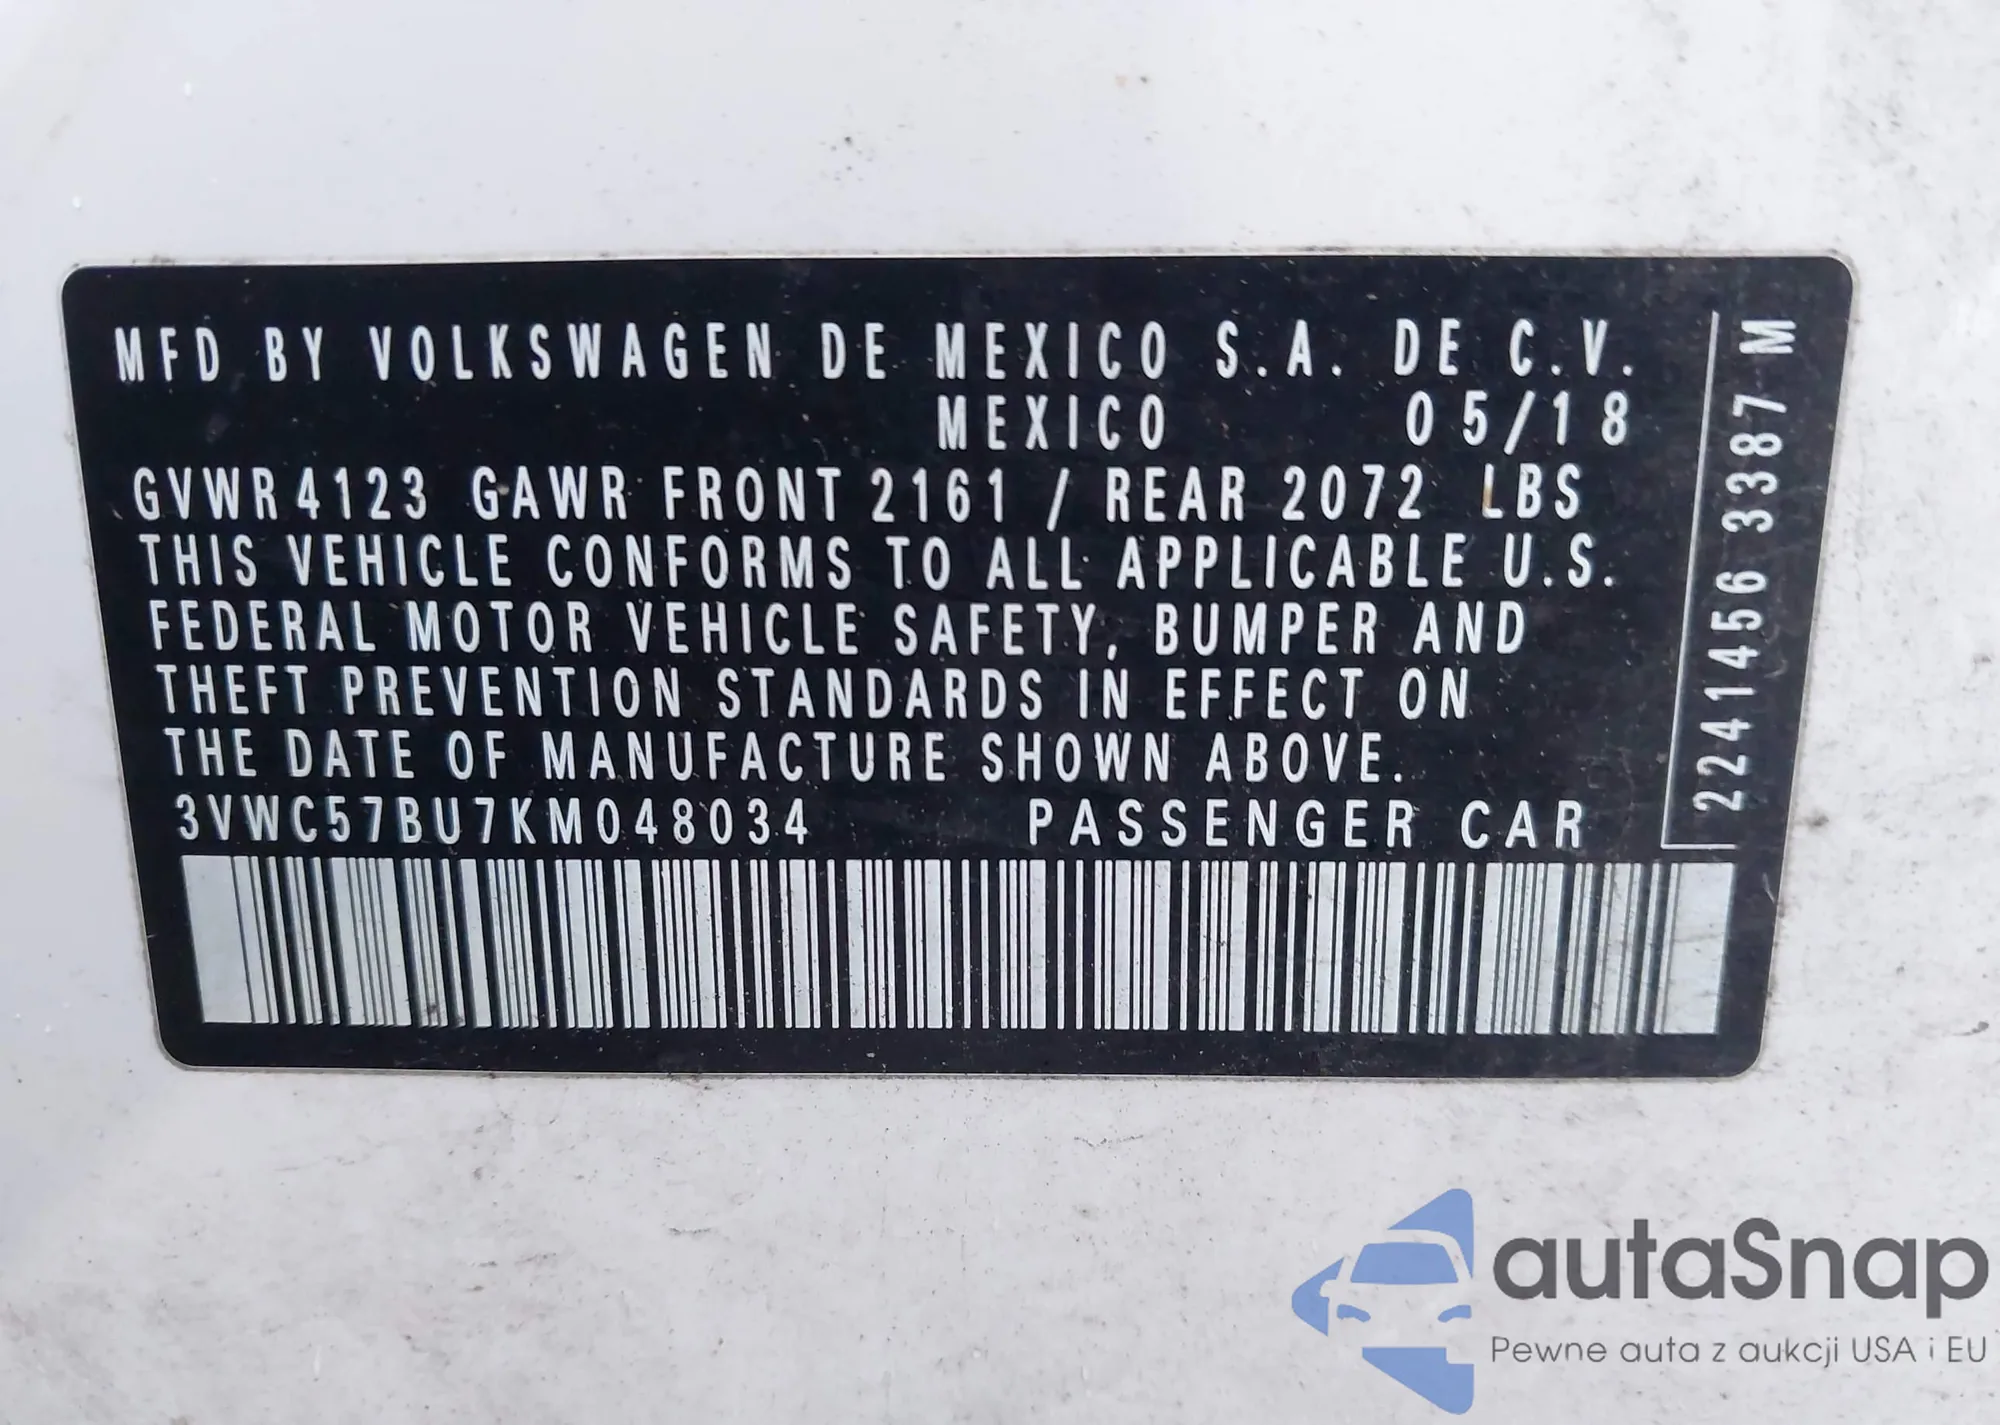 MFD BY VOLKSWAGEN DE MEXICO S.A. DE C.V.
MEXICO 05/18
GVWR 4123 GAWR FRONT 2161 / REAR 2072 LBS
THIS VEHICLE CONFORMS TO ALL APPLICABLE U.S.
FEDERAL MOTOR VEHICLE SAFETY, BUMPER AND
THEFT PREVENTION STANDARDS IN EFFECT ON
THE DATE OF MANUFACTURE SHOWN ABOVE.
3VWC57BU7KM048034 PASSENGER CAR
2241456 3387 M
autaSnap
Pewne auta z aukcji USA i EU